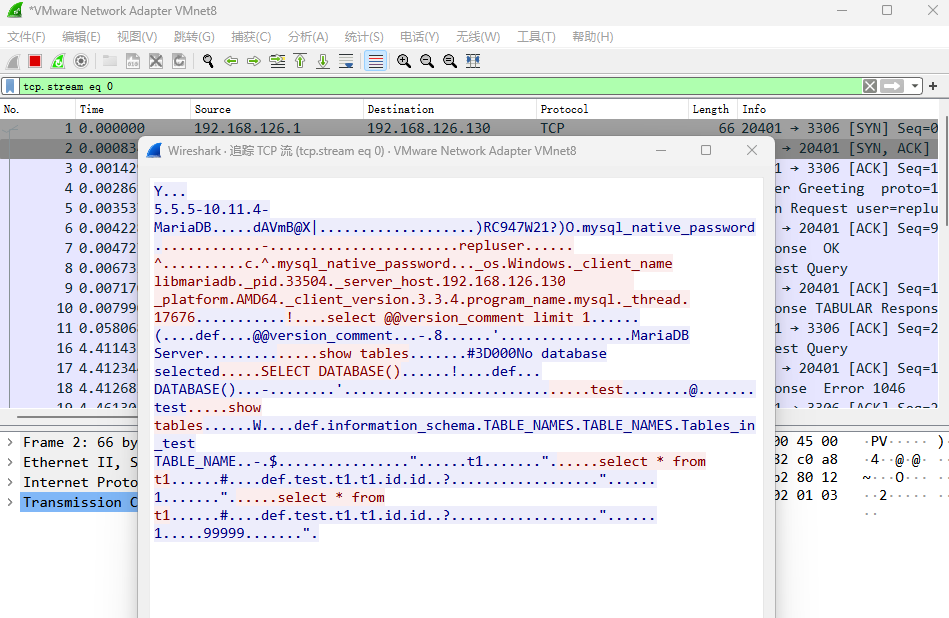 *VMware Network Adapter VMnet8
文件(F) 编辑(E) 视图(V) 跳转(G) 捕获(C) 分析(A) 统计(S) 电话(Y) 无线(W) 工具(T) 帮助(H)
tcp.stream eq 0
No. Time Source Destination Protocol Length Info
1 0.000000 192.168.126.1 192.168.126.130 TCP 66 20401 → 3306 [SYN] Seq=0
2 0.00083 → 20401 [SYN, ACK]
3 0.00142 1 → 3306 [ACK] Seq=1
4 0.00286 er Greeting proto=1
5 0.00353 n Request user=replu
6 0.00422 → 20401 [ACK] Seq=9
7 0.00472 onse OK
8 0.00673 est Query
9 0.00717 → 20401 [ACK] Seq=1
10 0.00799 onse TABULAR Respons
11 0.05806 1 → 3306 [ACK] Seq=2
16 4.41143 est Query
17 4.41234 → 20401 [ACK] Seq=1
18 4.41268 onse Error 1046
19 4.46130 1 → 3306 [ACK] Seq=2
Wireshark · 追踪 TCP 流 (tcp.stream eq 0) · VMware Network Adapter VMnet8
Y...
5.5.5-10.11.4-
MariaDB.....dAVmB@X|...................)RC947W21?)O.mysql_native_password
.............-.......................repluser......
^..........c.^.mysql_native_password..._os.Windows._client_name
libmariadb._pid.33504._server_host.192.168.126.130
_platform.AMD64._client_version.3.3.4.program_name.mysql._thread.
17676...........!....select @@version_comment limit 1......
(....def....@@version_comment...-.8......'................MariaDB
Server..............show tables.......#3D000No database
selected.....SELECT DATABASE()......!....def...
DATABASE()...-........'..............................test........@.......
test.....show
tables......W....def.information_schema.TABLE_NAMES.TABLE_NAMES.Tables_in
_test
TABLE_NAME..-.$................"......t1.......".......select * from
t1......#....def.test.t1.t1.id.id..?.................."......
1.......".......select * from
t1......#....def.test.t1.t1.id.id..?.................."......
1.....99999.......".
Frame 2: 66 by 00 45 00 ·PV····· )
Ethernet II, S 82 c0 a8 ·4··@·@·
Internet Proto b2 80 12 ~···O···
Transmission C 02 01 03 ··2·····
··